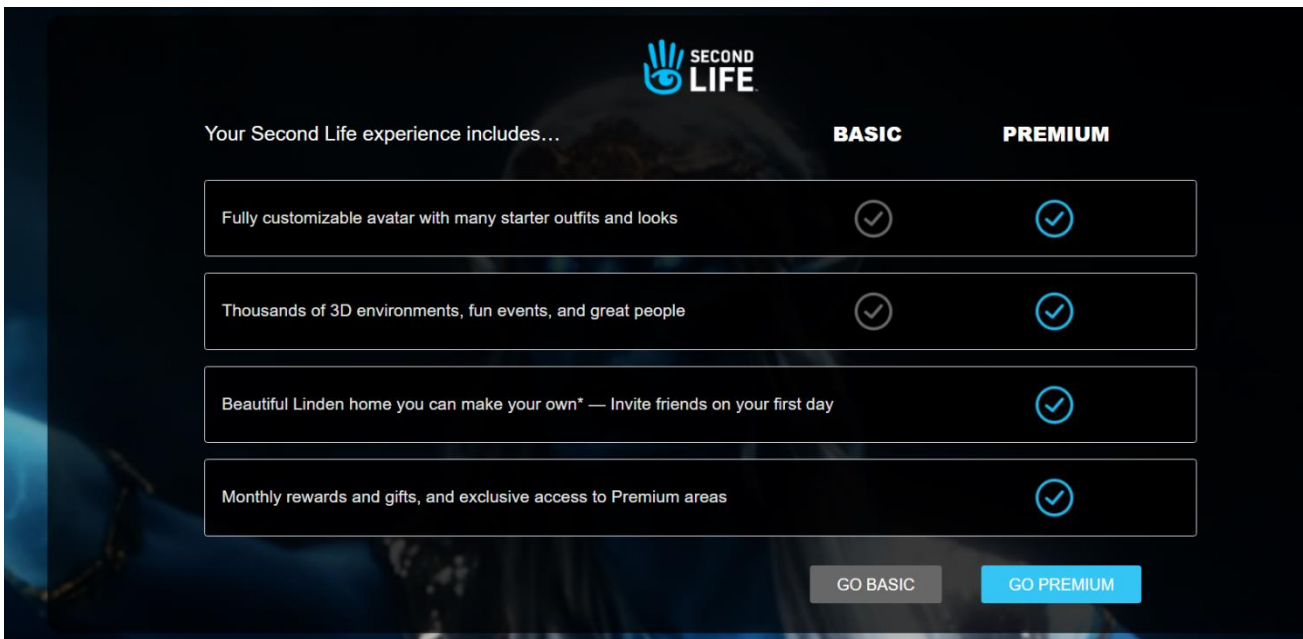 SECOND
LIFE
Your Second Life experience includes… BASIC PREMIUM
Fully customizable avatar with many starter outfits and looks
Thousands of 3D environments, fun events, and great people
Beautiful Linden home you can make your own* — Invite friends on your first day
Monthly rewards and gifts, and exclusive access to Premium areas
GO BASIC GO PREMIUM